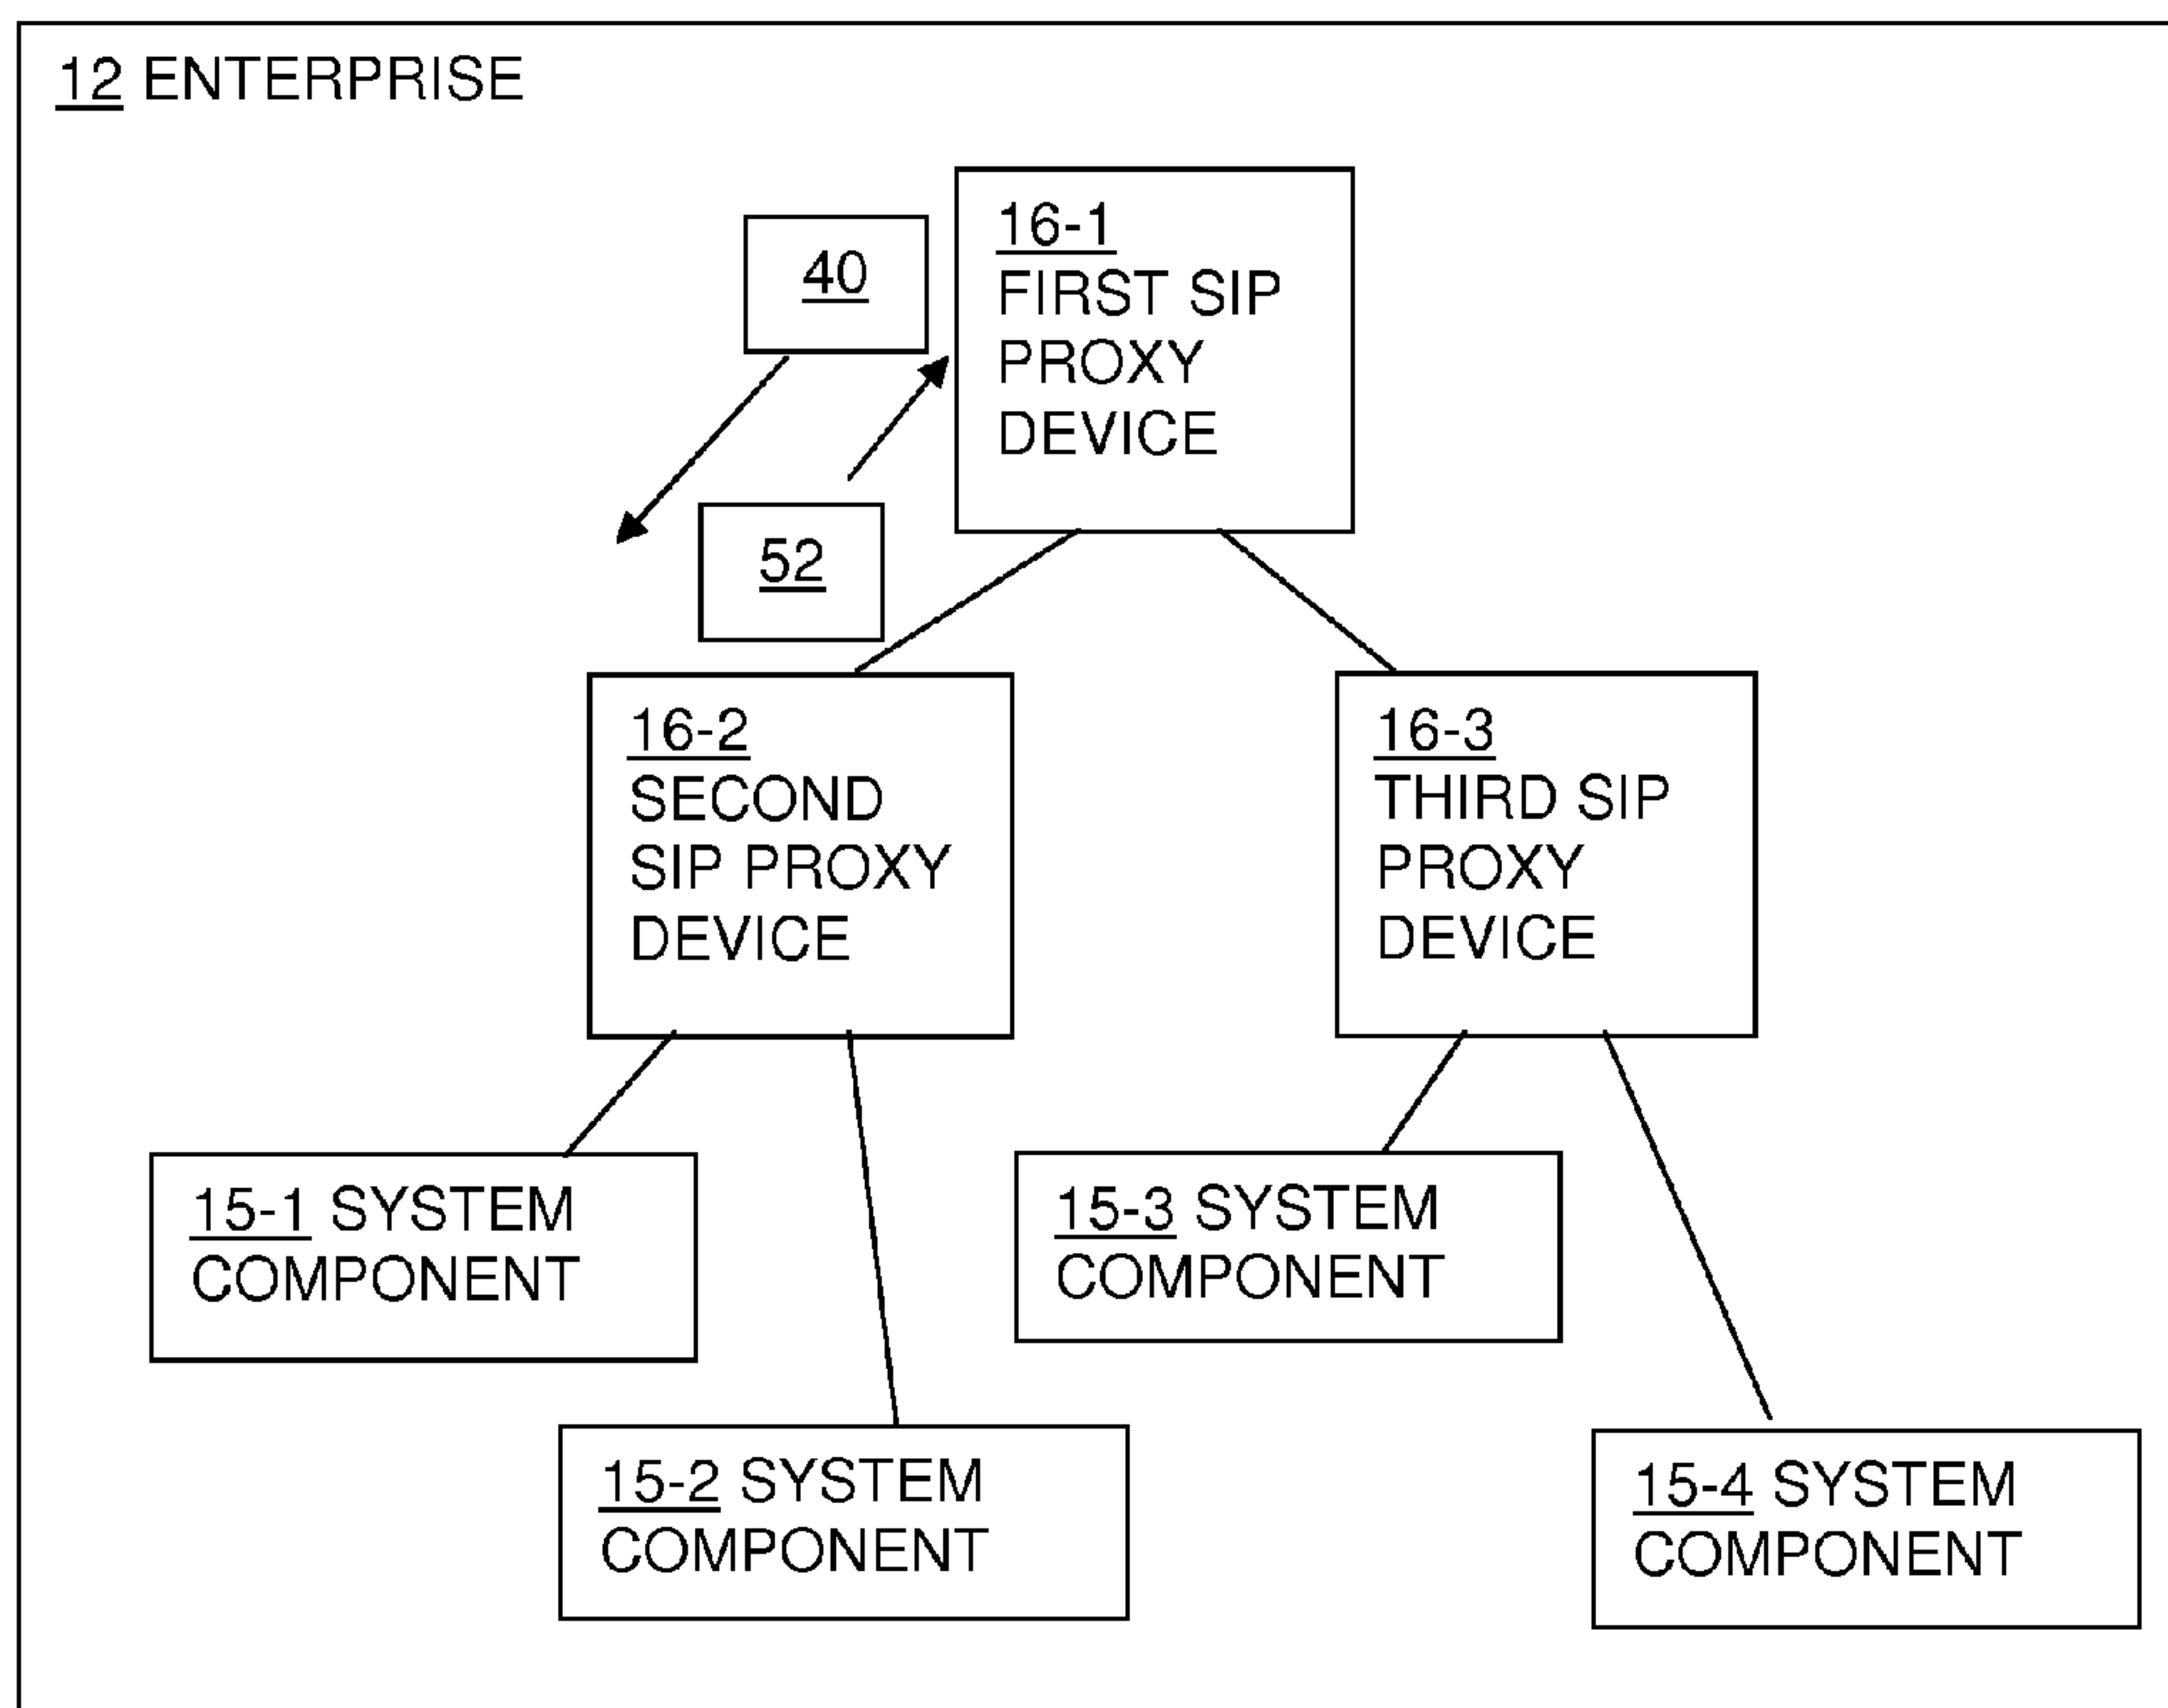 12 ENTERPRISE
40
16-1
FIRST SIP
PROXY
DEVICE
52
16-2
SECOND
SIP PROXY
DEVICE
16-3
THIRD SIP
PROXY
DEVICE
15-1 SYSTEM
COMPONENT
15-3 SYSTEM
COMPONENT
15-2 SYSTEM
COMPONENT
15-4 SYSTEM
COMPONENT